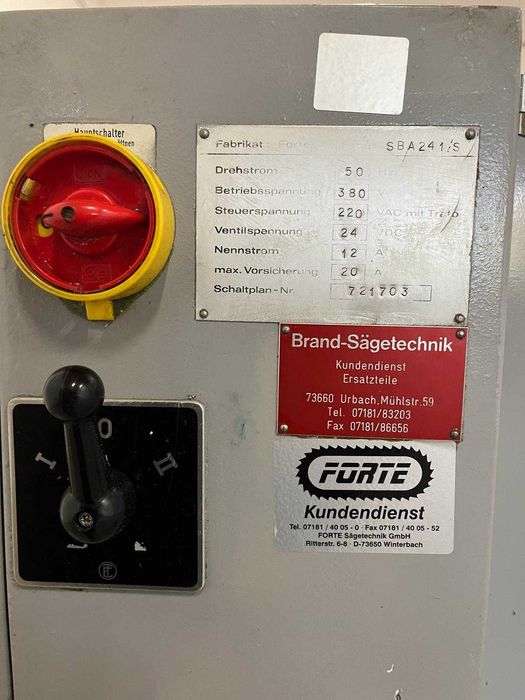 Hauptschalter
Fabrikat: Forte SBA241/S
Drehstrom 50 Hz
Betriebsspannung 380 V
Steuerspannung 220 VAC mit Trafo
Ventilspannung 24 VDC
Nennstrom 12 A
max. Vorsicherung 20 A
Schaltplan-Nr. 721703
Brand-Sägetechnik
Kundendienst
Ersatzteile
73660 Urbach, Mühlstr. 59
Tel. 07181/83203
Fax 07181/86656
FORTE
Kundendienst
Tel. 07181 / 40 05 - 0 · Fax 07181 / 40 05 - 52
FORTE Sägetechnik GmbH
Ritterstr. 6-8 · D-73650 Winterbach
I 0 II